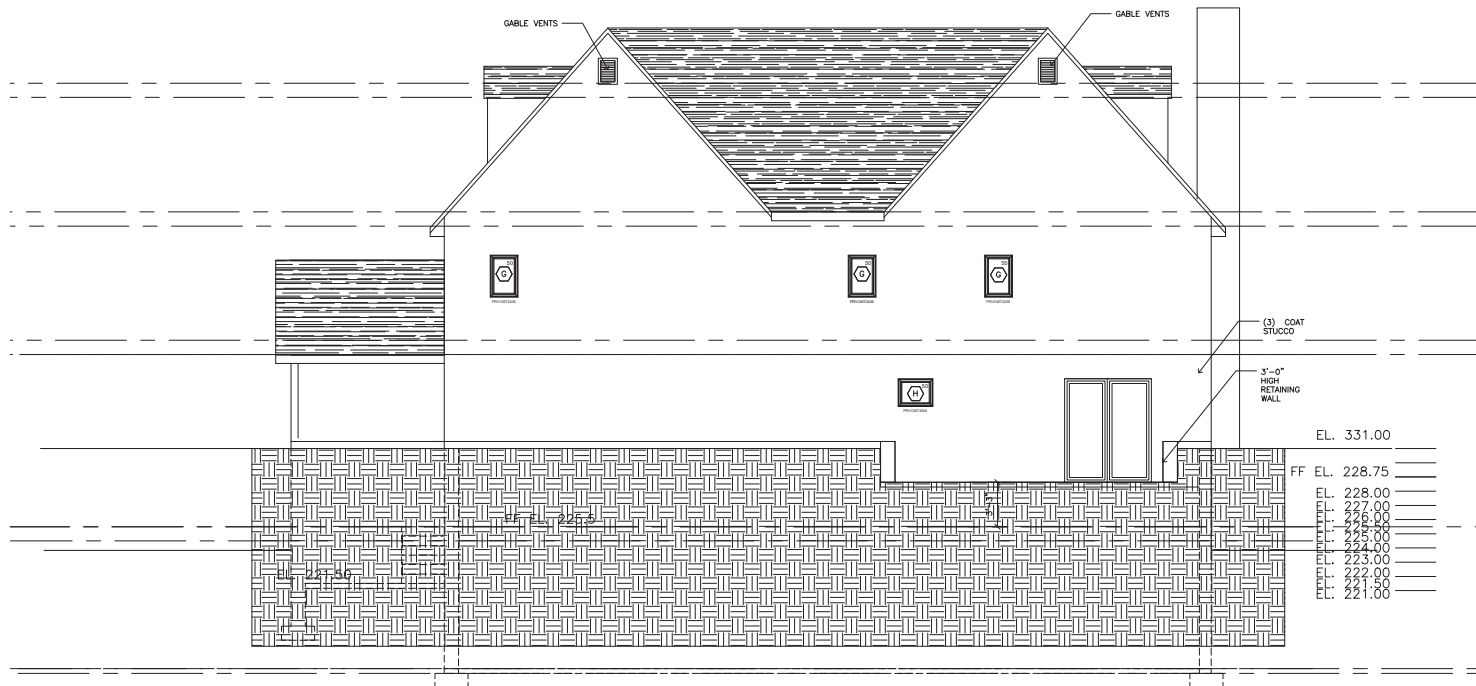 GABLE VENTS
GABLE VENTS
50
G
50
G
50
G
(3) COAT
STUCCO
3'-0"
HIGH
RETAINING
WALL
50
H
EL. 331.00
FF EL. 228.75
EL. 228.00
EL. 227.00
EL. 226.00
EL. 225.50
EL. 225.00
EL. 224.00
EL. 223.00
EL. 222.00
EL. 221.50
EL. 221.00
3'-3"
FF EL. 225.5
EL. 221.50